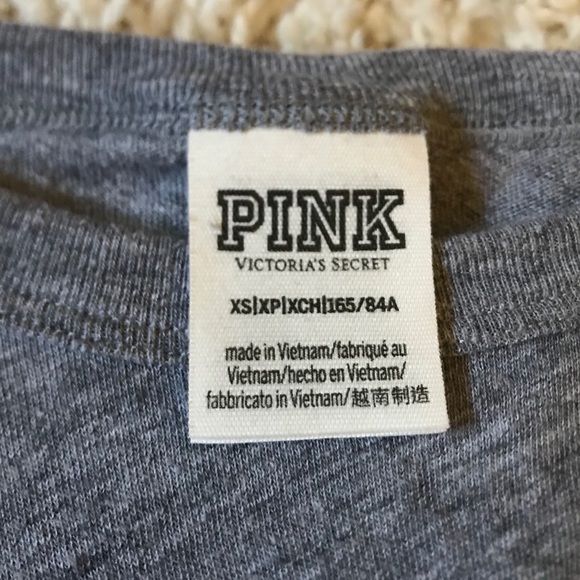 PINK
VICTORIA'S SECRET
XS|XP|XCH|165/84A
made in Vietnam/fabriqué au
Vietnam/hecho en Vietnam/
fabbricato in Vietnam/越南制造